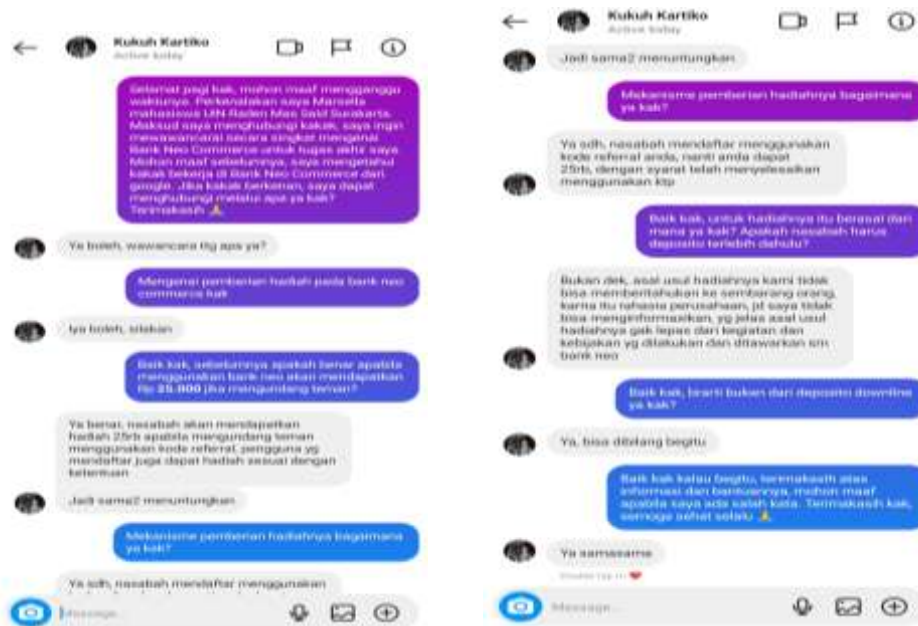 Kukuh Kartiko
Active today
Selamat pagi kak, mohon maaf mengganggu
waktunya. Perkenalakan saya Marsella
mahasiswa UIN Raden Mas Said Surakarta.
Maksud saya menghubungi kakak, saya ingin
mewawancarai secara singkat mengenai
Bank Neo Commerce untuk tugas akhir saya.
Mohon maaf sebelumnya, saya mengetahui
kakak bekerja di Bank Neo Commerce dari
google. Jika kakak berkenan, saya dapat
menghubungi melalui apa ya kak?
Terimakasih 🙏
Ya boleh, wawancara ttg apa ya?
Mengenai pemberian hadiah pada bank neo
commerce kak
Iya boleh, silakan
Baik kak, sebelumnya apakah benar apabila
menggunakan bank neo akan mendapatkan
Rp 25.000 jika mengundang teman?
Ya benar, nasabah akan mendapatkan
hadiah 25rb apabila mengundang teman
menggunakan kode referral, pengguna yg
mendaftar juga dapat hadiah sesuai dengan
ketentuan
Jadi sama2 menuntungkan
Mekanisme pemberian hadiahnya bagaimana
ya kak?
Ya sdh, nasabah mendaftar menggunakan
Message...
Kukuh Kartiko
Active today
Jadi sama2 menuntungkan
Mekanisme pemberian hadiahnya bagaimana
ya kak?
Ya sdh, nasabah mendaftar menggunakan
kode referral anda, nanti anda dapat
25rb, dengan syarat telah menyelesaikan
menggunakan ktp
Baik kak, untuk hadiahnya itu berasal dari
mana ya kak? Apakah nasabah harus
deposito terlebih dahulu?
Bukan dek, asal usul hadiahnya kami tidak
bisa memberitahukan ke sembarang orang,
karna itu rahasia perusahaan, jd saya tidak
bisa menginformasikan, yg jelas asal usul
hadiahnya gak lepas dari kegiatan dan
kebijakan yg dilakukan dan ditawarkan sm
bank neo
Baik kak, brarti bukan dari deposito downline
ya kak?
Ya, bisa dibilang begitu
Baik kak kalau begitu, terimakasih atas
informasi dan bantuannya, mohon maaf
apabila saya ada salah kata. Terimakasih kak,
semoga sehat selalu 🙏
Ya samasama
Double tap to ❤️
Message...